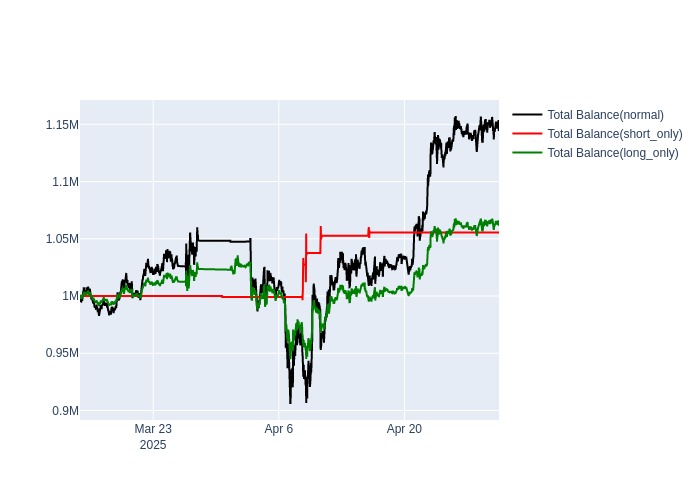 Total Balance(normal)
Total Balance(short_only)
Total Balance(long_only)
1.15M
1.1M
1.05M
1M
0.95M
0.9M
Mar 23
2025
Apr 6
Apr 20